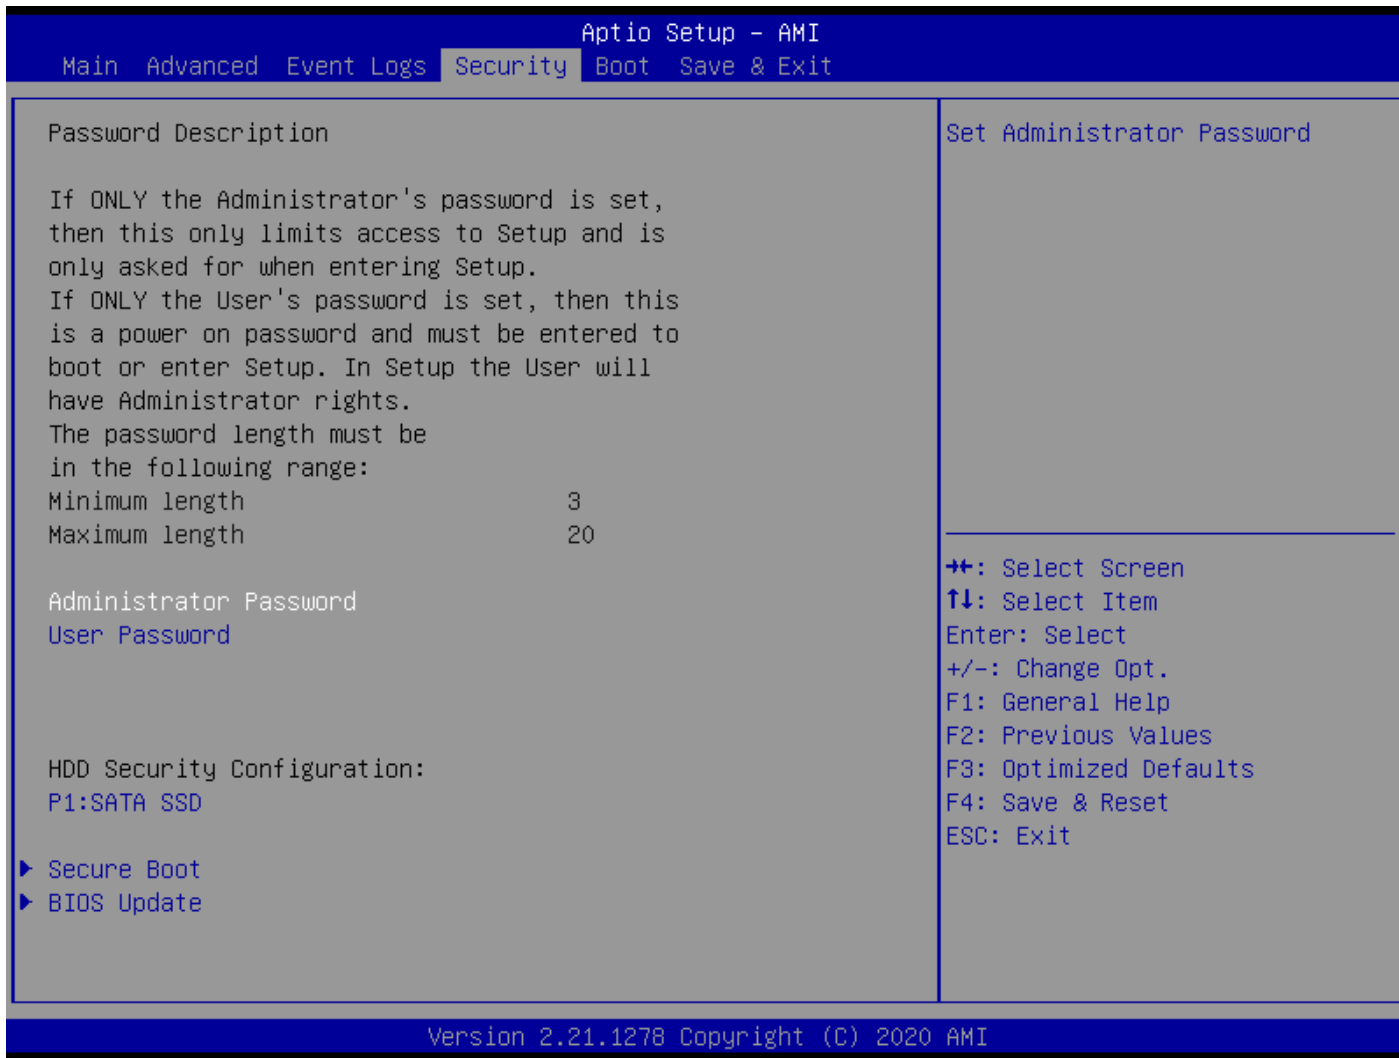 Aptio Setup – AMI
Main Advanced Event Logs Security Boot Save & Exit
Password Description
If ONLY the Administrator's password is set,
then this only limits access to Setup and is
only asked for when entering Setup.
If ONLY the User's password is set, then this
is a power on password and must be entered to
boot or enter Setup. In Setup the User will
have Administrator rights.
The password length must be
in the following range:
Minimum length 3
Maximum length 20
Administrator Password
User Password
HDD Security Configuration:
P1:SATA SSD
Secure Boot
BIOS Update
Set Administrator Password
→←: Select Screen
↑↓: Select Item
Enter: Select
+/-: Change Opt.
F1: General Help
F2: Previous Values
F3: Optimized Defaults
F4: Save & Reset
ESC: Exit
Version 2.21.1278 Copyright (C) 2020 AMI